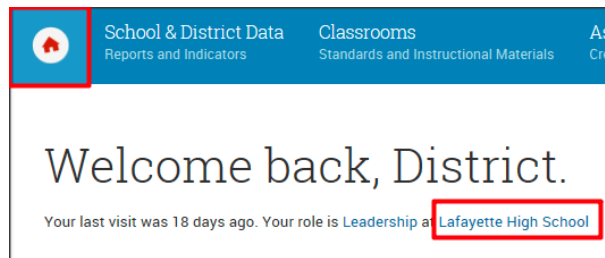 School & District Data
Reports and Indicators
Classrooms
Standards and Instructional Materials
Welcome back, District.
Your last visit was 18 days ago. Your role is Leadership at Lafayette High School